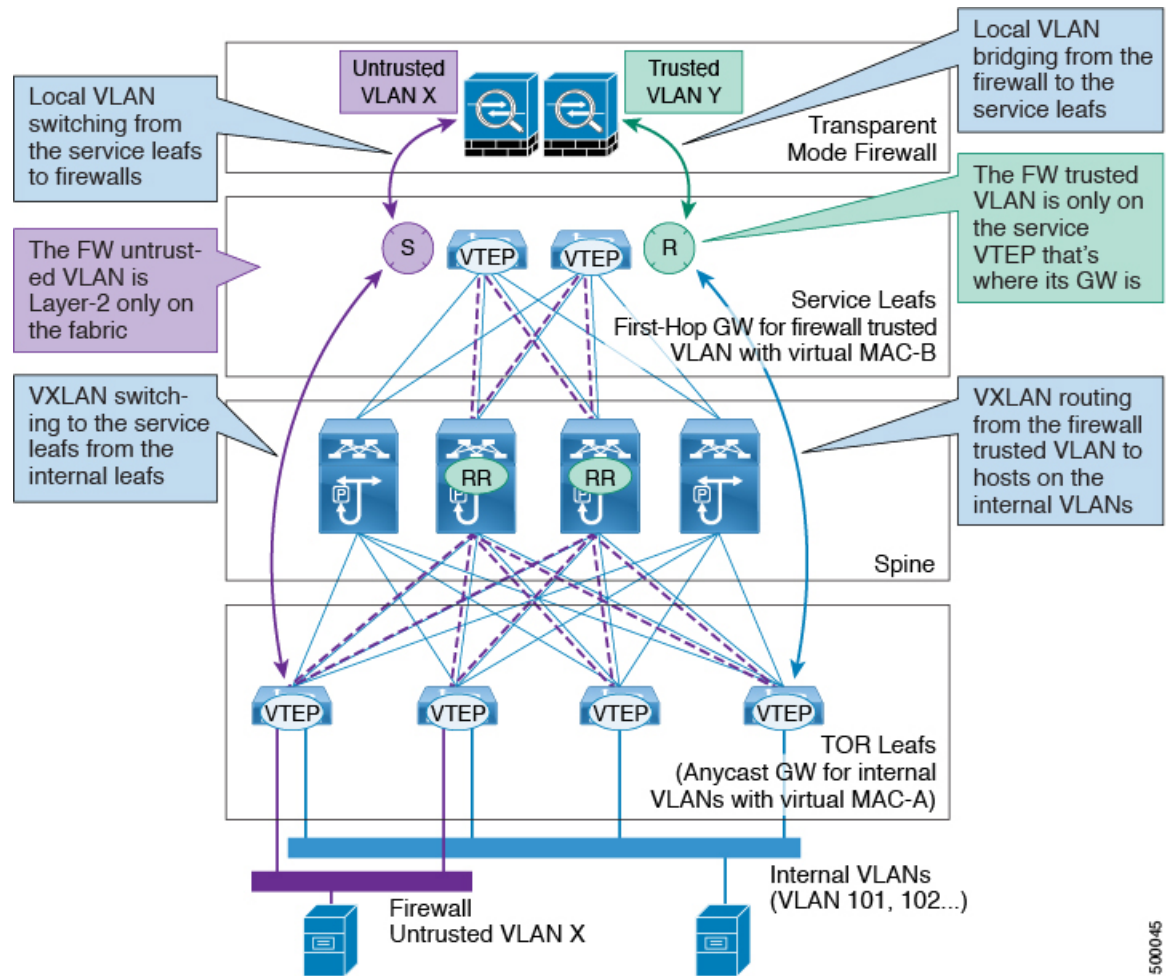 Local VLAN
switching from
the service leafs
to firewalls
Untrusted
VLAN X
Trusted
VLAN Y
Local VLAN
bridging from the
firewall to the
service leafs
Transparent
Mode Firewall
The FW untrust-
ed VLAN is
Layer-2 only on
the fabric
S
VTEP
VTEP
R
The FW trusted
VLAN is only on
the service
VTEP that's
where its GW is
Service Leafs
First-Hop GW for firewall trusted
VLAN with virtual MAC-B
VXLAN switch-
ing to the service
leafs from the
internal leafs
P
RR
P
RR
P
P
VXLAN routing
from the firewall
trusted VLAN to
hosts on the
internal VLANs
Spine
VTEP
VTEP
VTEP
VTEP
TOR Leafs
(Anycast GW for internal
VLANs with virtual MAC-A)
Internal VLANs
(VLAN 101, 102...)
Firewall
Untrusted VLAN X
500045